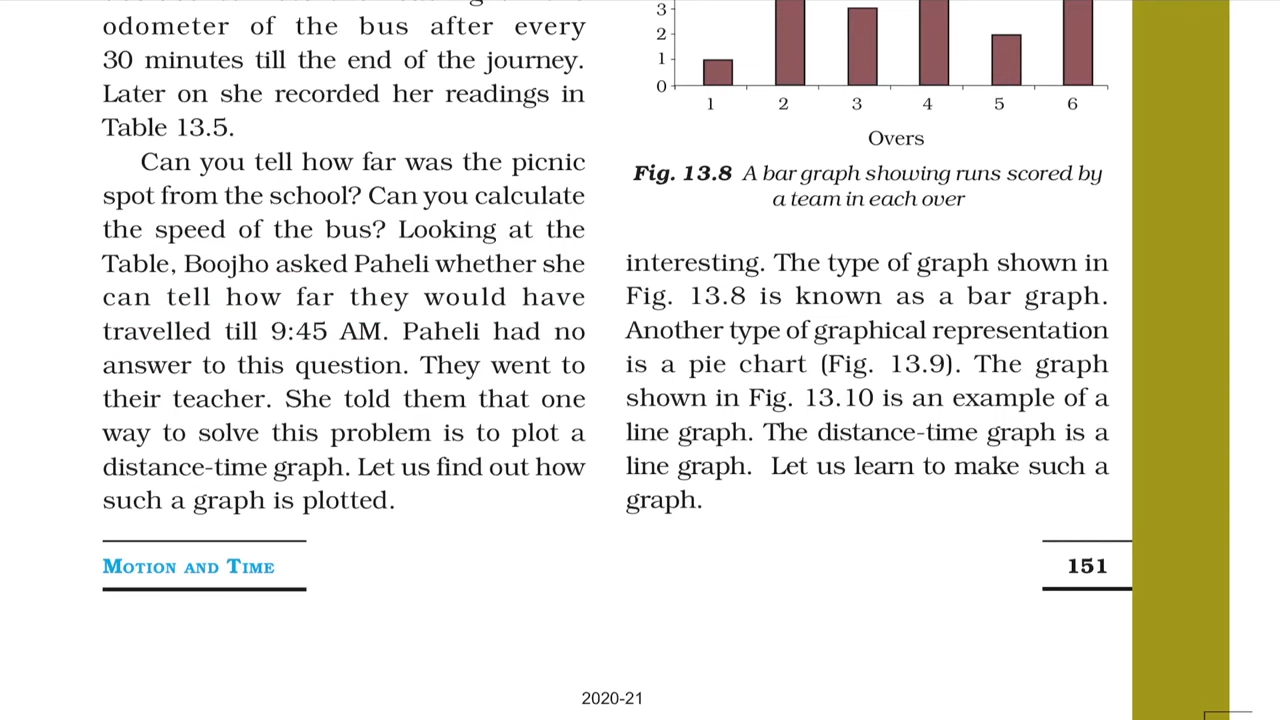 odometer of the bus after every
30 minutes till the end of the journey.
Later on she recorded her readings in
Table 13.5.
Can you tell how far was the picnic
spot from the school? Can you calculate
the speed of the bus? Looking at the
Table, Boojho asked Paheli whether she
can tell how far they would have
travelled till 9:45 AM. Paheli had no
answer to this question. They went to
their teacher. She told them that one
way to solve this problem is to plot a
distance-time graph. Let us find out how
such a graph is plotted.
3
2
1
0
1 2 3 4 5 6
Overs
Fig. 13.8 A bar graph showing runs scored by
a team in each over
interesting. The type of graph shown in
Fig. 13.8 is known as a bar graph.
Another type of graphical representation
is a pie chart (Fig. 13.9). The graph
shown in Fig. 13.10 is an example of a
line graph. The distance-time graph is a
line graph. Let us learn to make such a
graph.
MOTION AND TIME
151
2020-21